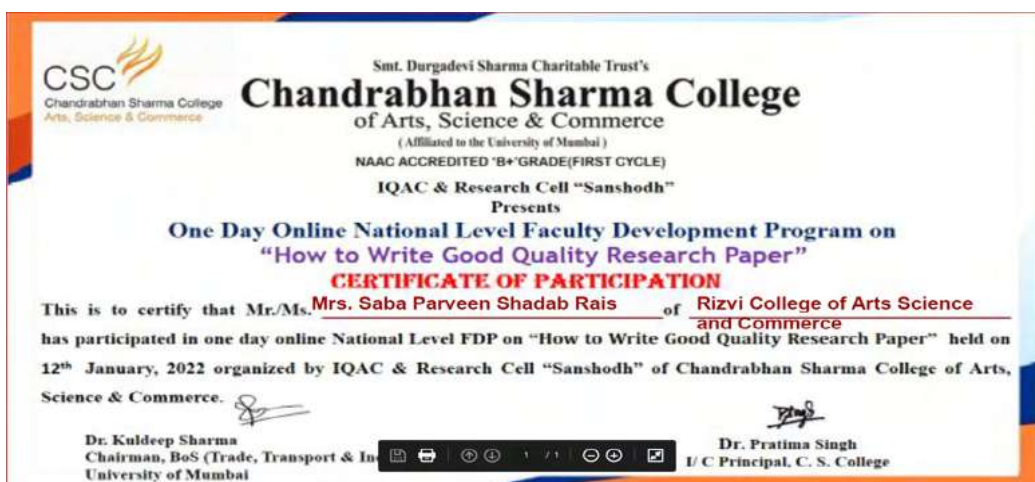 CSC
Chandrabhan Sharma College
Arts, Science & Commerce
Smt. Durgadevi Sharma Charitable Trust's
Chandrabhan Sharma College
of Arts, Science & Commerce
(Affiliated to the University of Mumbai)
NAAC ACCREDITED 'B+'GRADE(FIRST CYCLE)
IQAC & Research Cell "Sanshodh"
Presents
One Day Online National Level Faculty Development Program on
"How to Write Good Quality Research Paper"
CERTIFICATE OF PARTICIPATION
This is to certify that Mr./Ms. Mrs. Saba Parveen Shadab Rais of Rizvi College of Arts Science
and Commerce
has participated in one day online National Level FDP on "How to Write Good Quality Research Paper" held on
12th January, 2022 organized by IQAC & Research Cell "Sanshodh" of Chandrabhan Sharma College of Arts,
Science & Commerce.
Dr. Kuldeep Sharma
Chairman, BoS (Trade, Transport &
University of Mumbai
1 / 1
Dr. Pratima Singh
I/ C Principal, C. S. College